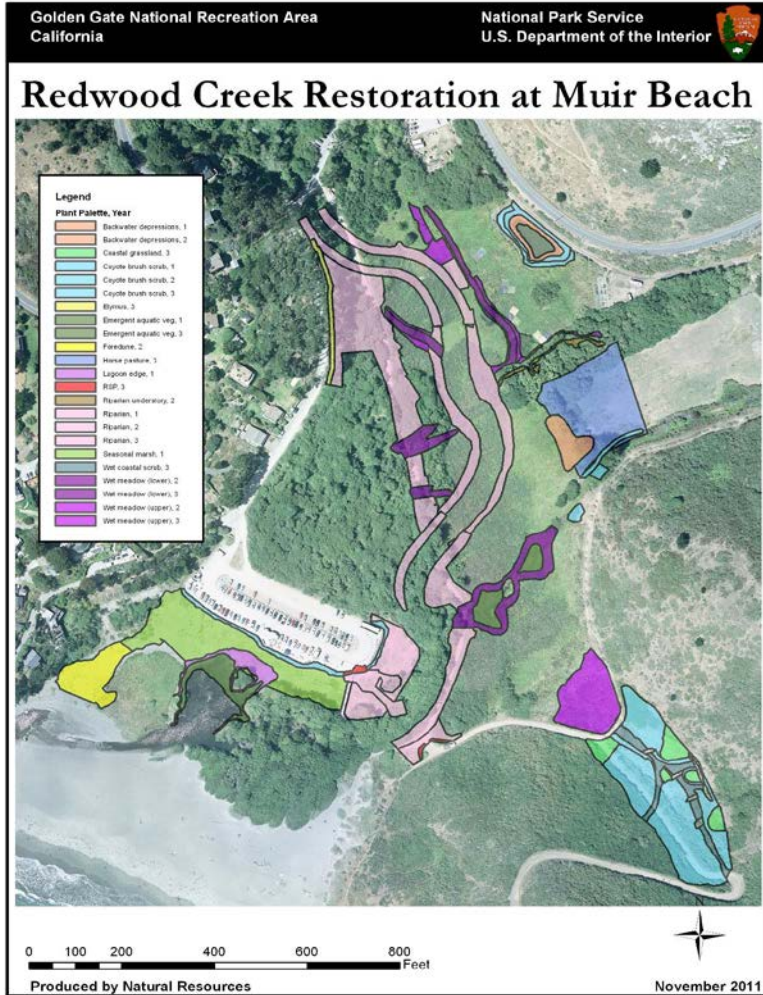 Golden Gate National Recreation Area
California
National Park Service
U.S. Department of the Interior
Redwood Creek Restoration at Muir Beach
Legend
Plant Palette, Year
Backwater depressions, 1
Backwater depressions, 2
Coastal grassland, 3
Coyote brush scrub, 1
Coyote brush scrub, 2
Coyote brush scrub, 3
Elymus, 3
Emergent aquatic veg, 1
Emergent aquatic veg, 3
Foredune, 2
Horse pasture, 3
Lagoon edge, 1
RSP, 3
Riparian understory, 2
Riparian, 1
Riparian, 2
Riparian, 3
Seasonal marsh, 1
Wet coastal scrub, 3
Wet meadow (lower), 2
Wet meadow (lower), 3
Wet meadow (upper), 2
Wet meadow (upper), 3
0 100 200 400 600 800
Feet
Produced by Natural Resources
November 2011